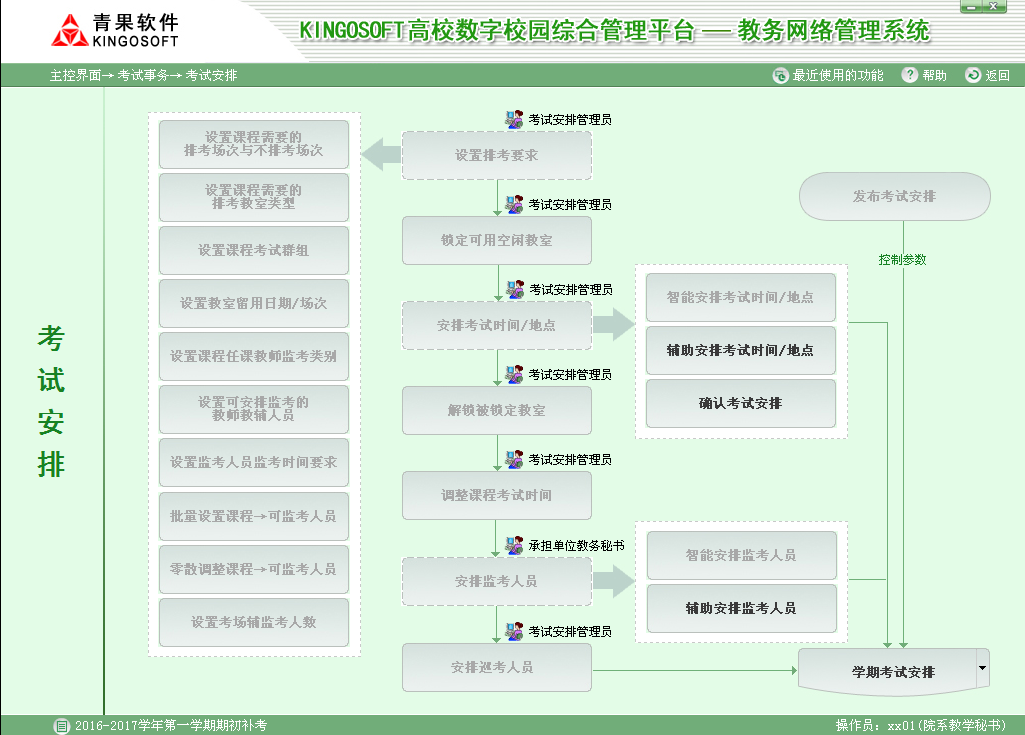 青果软件
KINGOSOFT
KINGOSOFT高校数字校园综合管理平台 — 教务网络管理系统
主控界面→考试事务→考试安排
最近使用的功能
帮助
返回
考试安排
设置课程需要的
排考场次与不排考场次
设置课程需要的
排考教室类型
设置课程考试群组
设置教室留用日期/场次
设置课程任课教师监考类别
设置可安排监考的
教师教辅人员
设置监考人员监考时间要求
批量设置课程→可监考人员
零散调整课程→可监考人员
设置考场辅监考人数
考试安排管理员
设置排考要求
考试安排管理员
锁定可用空闲教室
考试安排管理员
安排考试时间/地点
考试安排管理员
解锁被锁定教室
考试安排管理员
调整课程考试时间
承担单位教务秘书
安排监考人员
考试安排管理员
安排巡考人员
智能安排考试时间/地点
辅助安排考试时间/地点
确认考试安排
智能安排监考人员
辅助安排监考人员
发布考试安排
控制参数
学期考试安排
2016-2017学年第一学期期初补考
操作员：xx01(院系教学秘书)